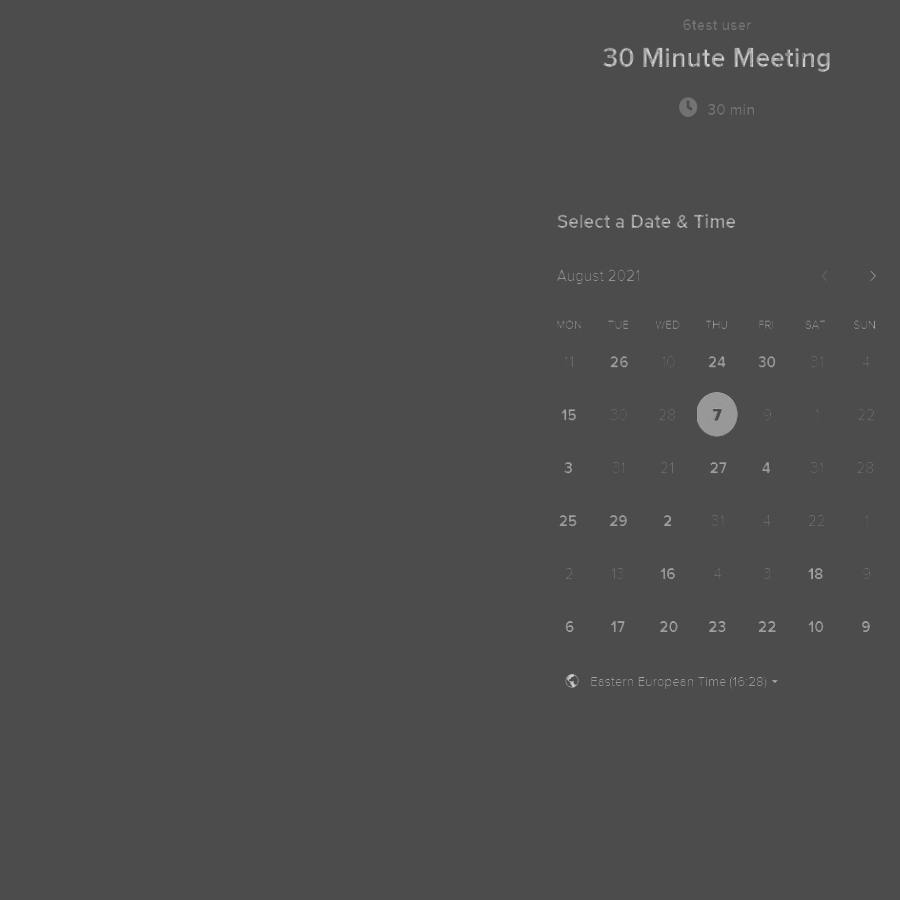 6test user
30 Minute Meeting
30 min
Select a Date & Time
August 2021
MON TUE WED THU FRI SAT SUN
11 26 10 24 30 31 4
15 30 28 7 9 1 22
3 31 21 27 4 31 28
25 29 2 31 4 22 1
2 13 16 4 3 18 9
6 17 20 23 22 10 9
Eastern European Time (16:28)